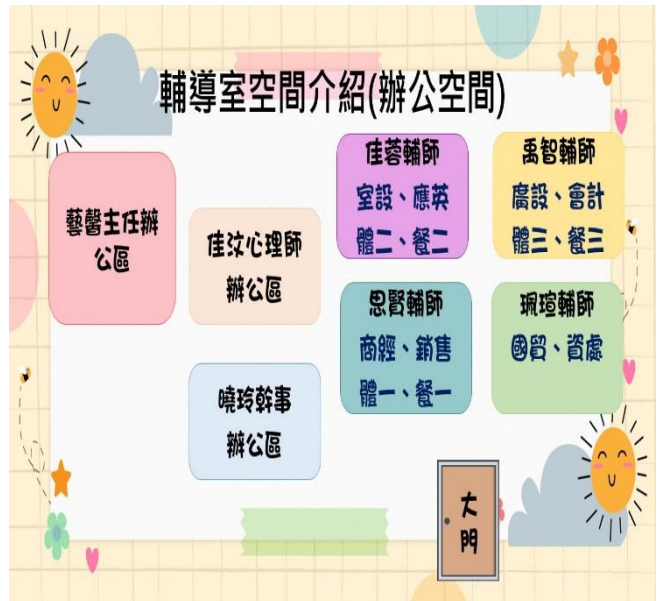 輔導室空間介紹(辦公空間)
藝馨主任辦
公區
佳汶心理師
辦公區
曉玲幹事
辦公區
佳蓉輔師
室設、應英
體二、餐二
禹智輔師
廣設、會計
體三、餐三
思賢輔師
商經、銷售
體一、餐一
珮瑄輔師
國貿、資處
大
門